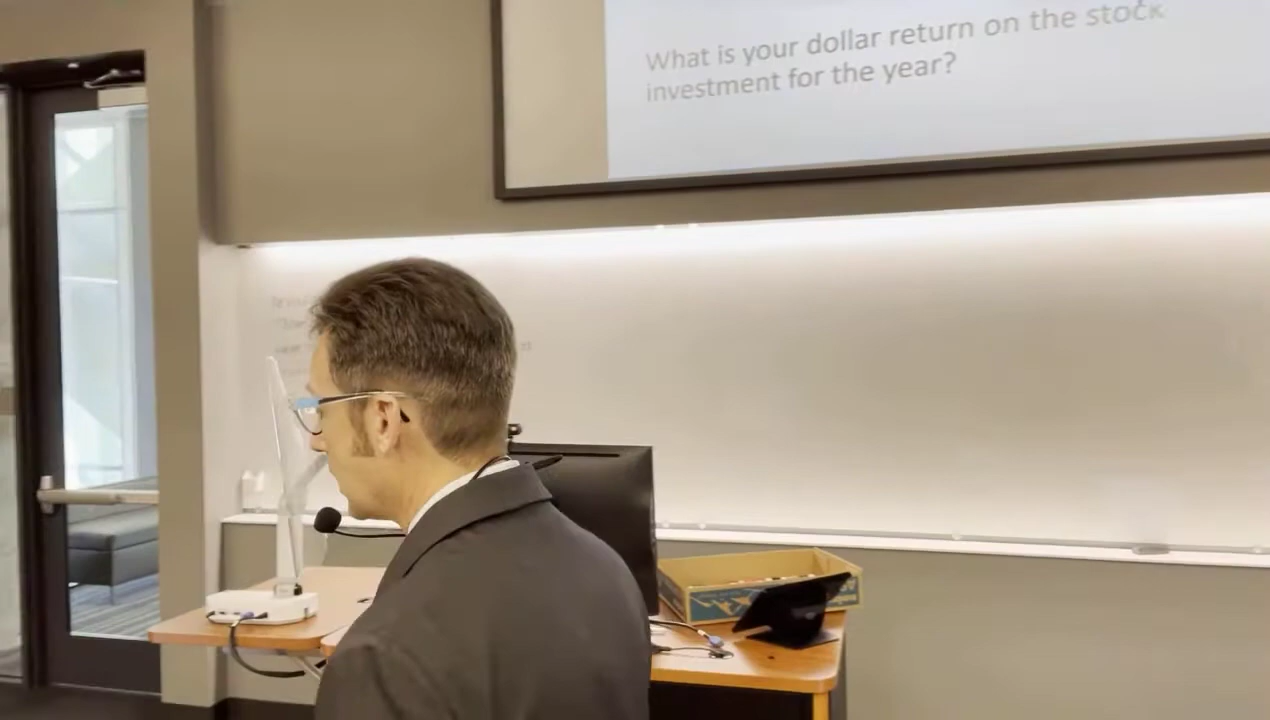 What is your dollar return on the stock
investment for the year?